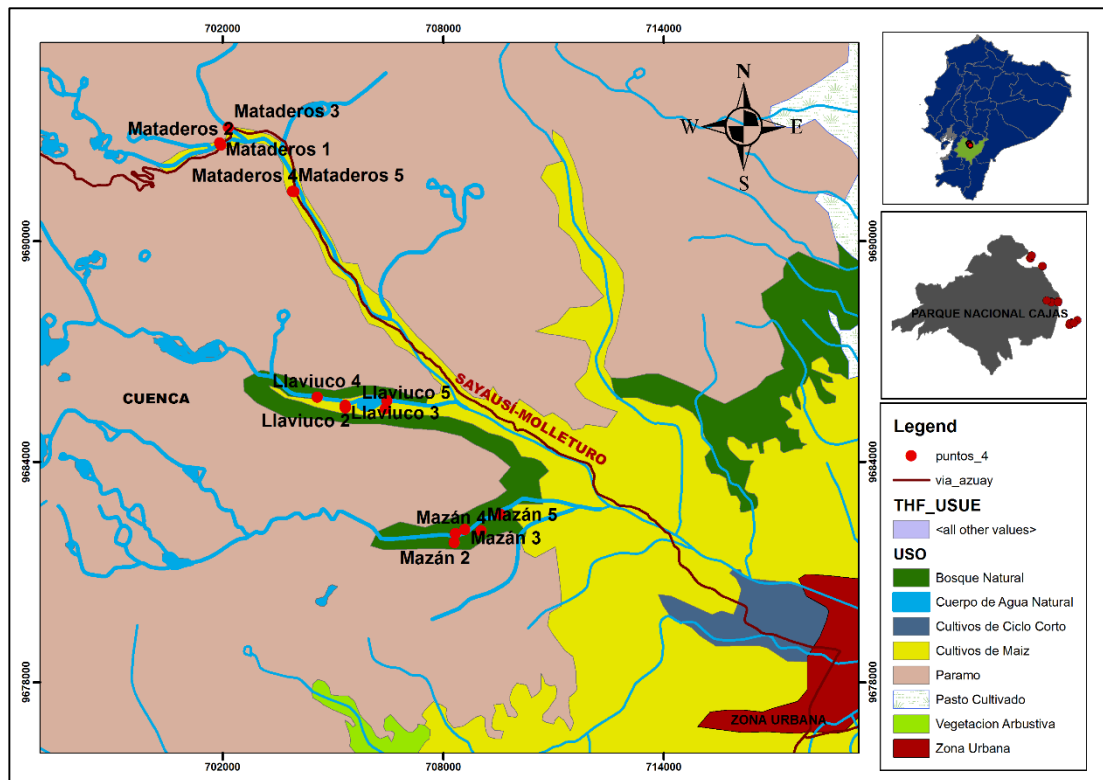 702000
708000
714000
N
W
E
S
Mataderos 3
Mataderos 2
Mataderos 1
Mataderos 4
Mataderos 5
9690000
9690000
Llaviuco 4
Llaviuco 5
CUENCA
Llaviuco 2
Llaviuco 3
SAYAUSÍ-MOLLETURO
9684000
9684000
Mazán 4
Mazán 5
Mazán 3
Mazán 2
9678000
9678000
ZONA URBANA
702000
708000
714000
PARQUE NACIONAL CAJAS
Legend
puntos_4
via_azuay
THF_USUE
<all other values>
USO
Bosque Natural
Cuerpo de Agua Natural
Cultivos de Ciclo Corto
Cultivos de Maiz
Paramo
Pasto Cultivado
Vegetacion Arbustiva
Zona Urbana